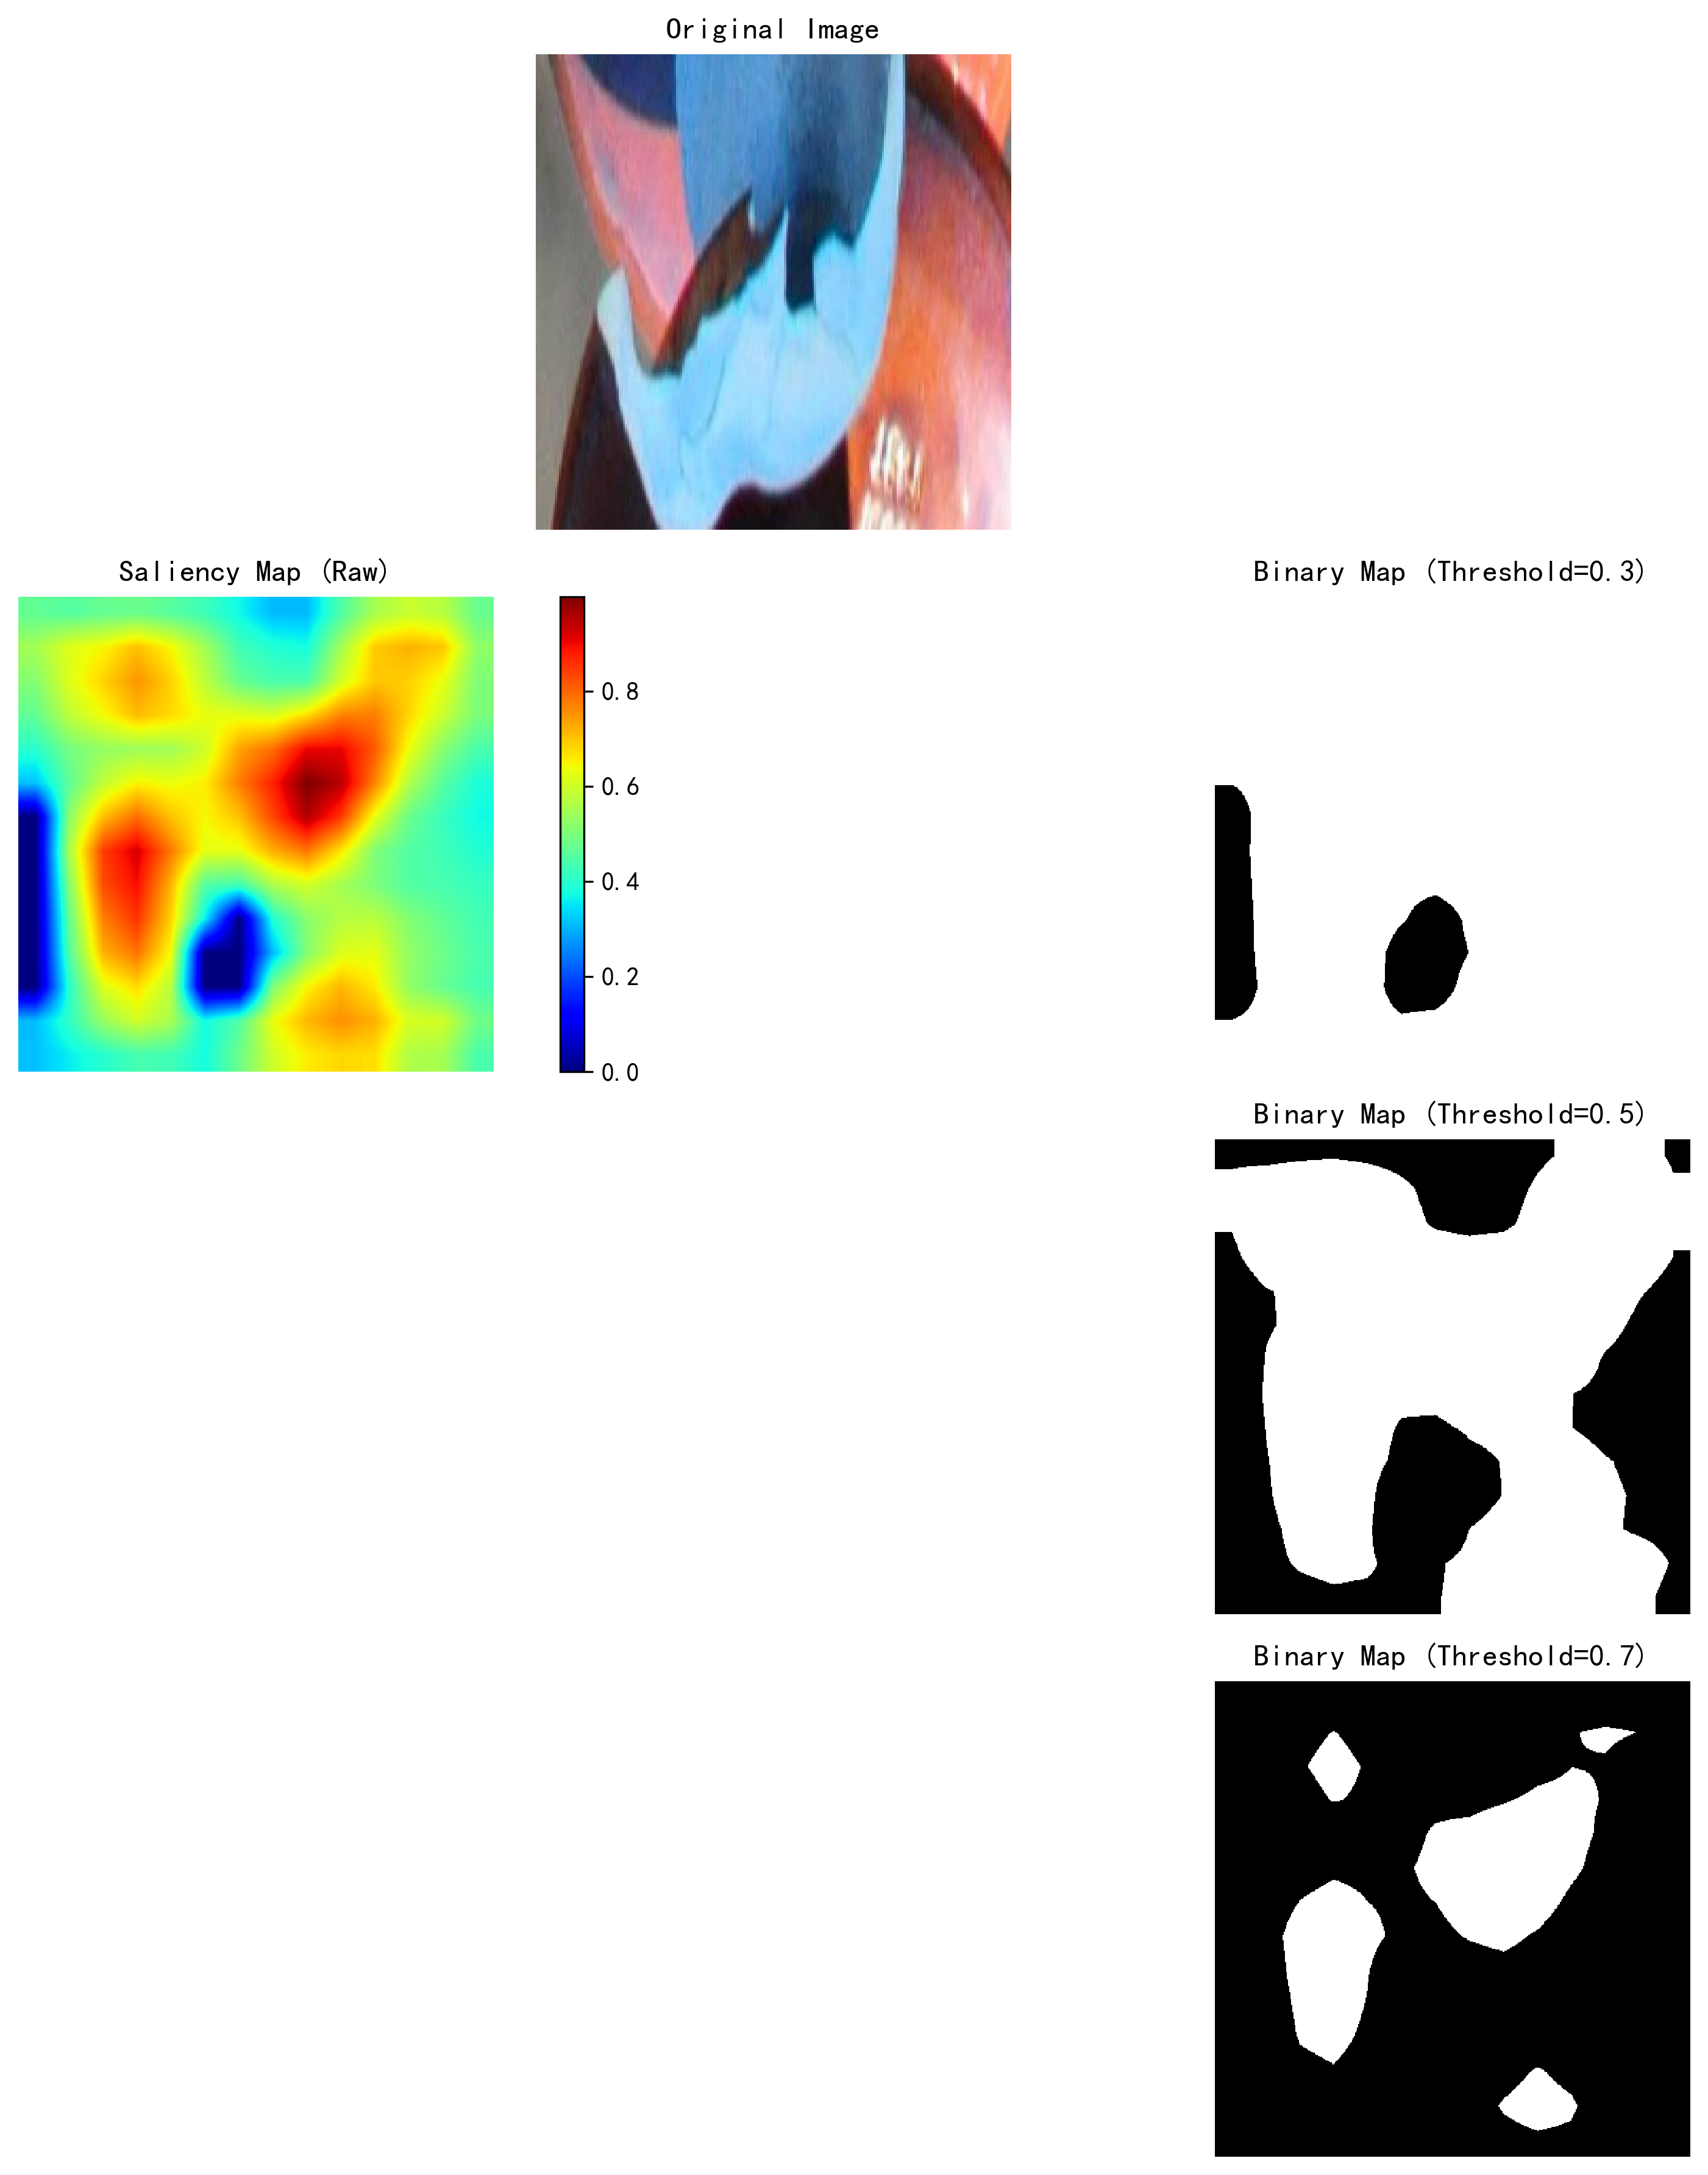 Original Image
Saliency Map (Raw)
Binary Map (Threshold=0.3)
0.8
0.6
0.4
0.2
0.0
Binary Map (Threshold=0.5)
Binary Map (Threshold=0.7)